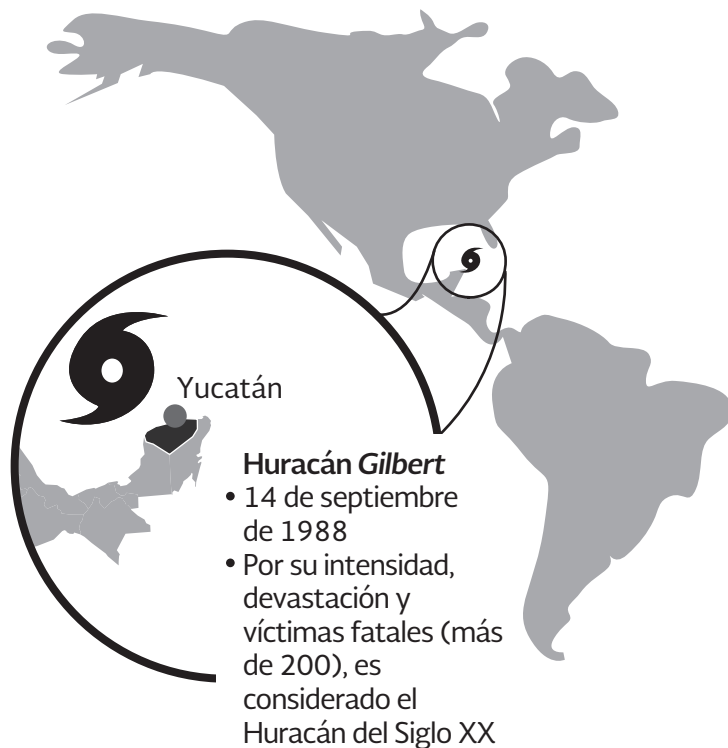 Yucatán
Huracán Gilbert
• 14 de septiembre
de 1988
• Por su intensidad,
devastación y
víctimas fatales (más
de 200), es
considerado el
Huracán del Siglo XX